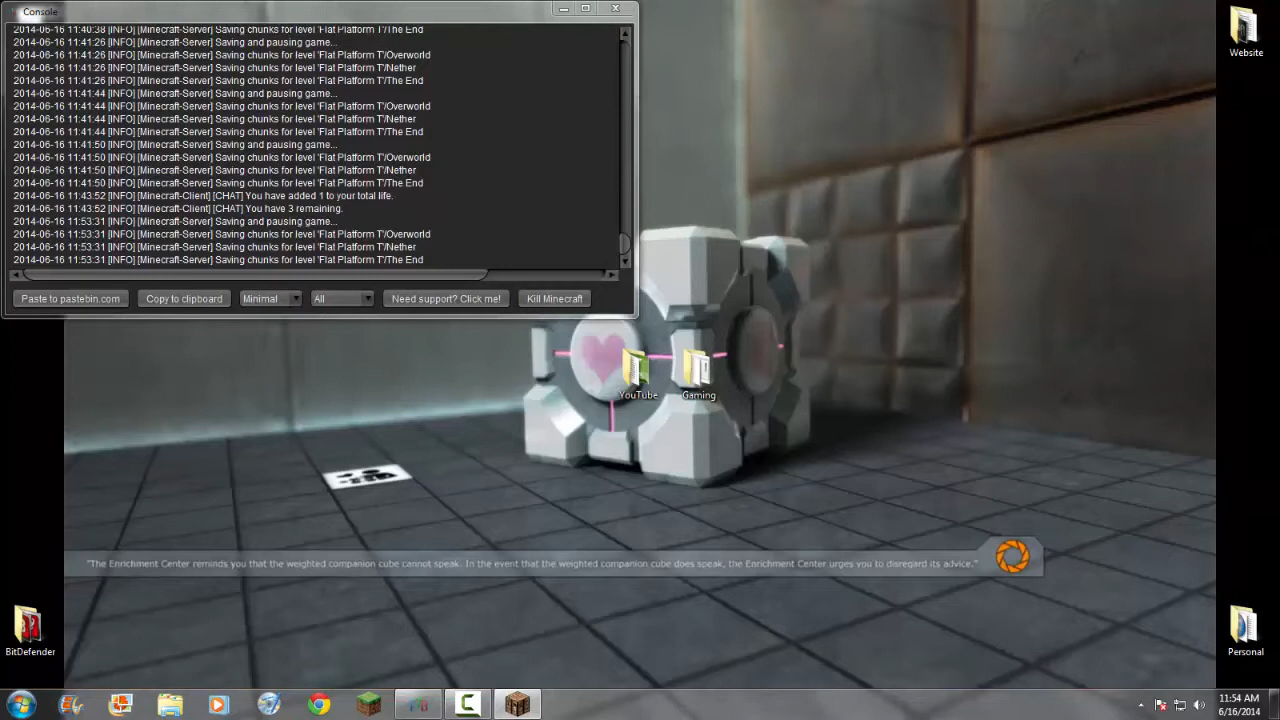 Console
2014-06-16 11:40:38 [INFO] [Minecraft-Server] Saving chunks for level 'Flat Platform T'/The End
2014-06-16 11:41:26 [INFO] [Minecraft-Server] Saving and pausing game...
2014-06-16 11:41:26 [INFO] [Minecraft-Server] Saving chunks for level 'Flat Platform T'/Overworld
2014-06-16 11:41:26 [INFO] [Minecraft-Server] Saving chunks for level 'Flat Platform T'/Nether
2014-06-16 11:41:26 [INFO] [Minecraft-Server] Saving chunks for level 'Flat Platform T'/The End
2014-06-16 11:41:44 [INFO] [Minecraft-Server] Saving and pausing game...
2014-06-16 11:41:44 [INFO] [Minecraft-Server] Saving chunks for level 'Flat Platform T'/Overworld
2014-06-16 11:41:44 [INFO] [Minecraft-Server] Saving chunks for level 'Flat Platform T'/Nether
2014-06-16 11:41:44 [INFO] [Minecraft-Server] Saving chunks for level 'Flat Platform T'/The End
2014-06-16 11:41:50 [INFO] [Minecraft-Server] Saving and pausing game...
2014-06-16 11:41:50 [INFO] [Minecraft-Server] Saving chunks for level 'Flat Platform T'/Overworld
2014-06-16 11:41:50 [INFO] [Minecraft-Server] Saving chunks for level 'Flat Platform T'/Nether
2014-06-16 11:41:50 [INFO] [Minecraft-Server] Saving chunks for level 'Flat Platform T'/The End
2014-06-16 11:43:52 [INFO] [Minecraft-Client] [CHAT] You have added 1 to your total life.
2014-06-16 11:43:52 [INFO] [Minecraft-Client] [CHAT] You have 3 remaining.
2014-06-16 11:53:31 [INFO] [Minecraft-Server] Saving and pausing game...
2014-06-16 11:53:31 [INFO] [Minecraft-Server] Saving chunks for level 'Flat Platform T'/Overworld
2014-06-16 11:53:31 [INFO] [Minecraft-Server] Saving chunks for level 'Flat Platform T'/Nether
2014-06-16 11:53:31 [INFO] [Minecraft-Server] Saving chunks for level 'Flat Platform T'/The End
Paste to pastebin.com Copy to clipboard Minimal All Need support? Click me! Kill Minecraft
Website
YouTube
Gaming
"The Enrichment Center reminds you that the weighted companion cube cannot speak. In the event that the weighted companion cube does speak, the Enrichment Center urges you to disregard its advice."
BitDefender
Personal
11:54 AM
6/16/2014